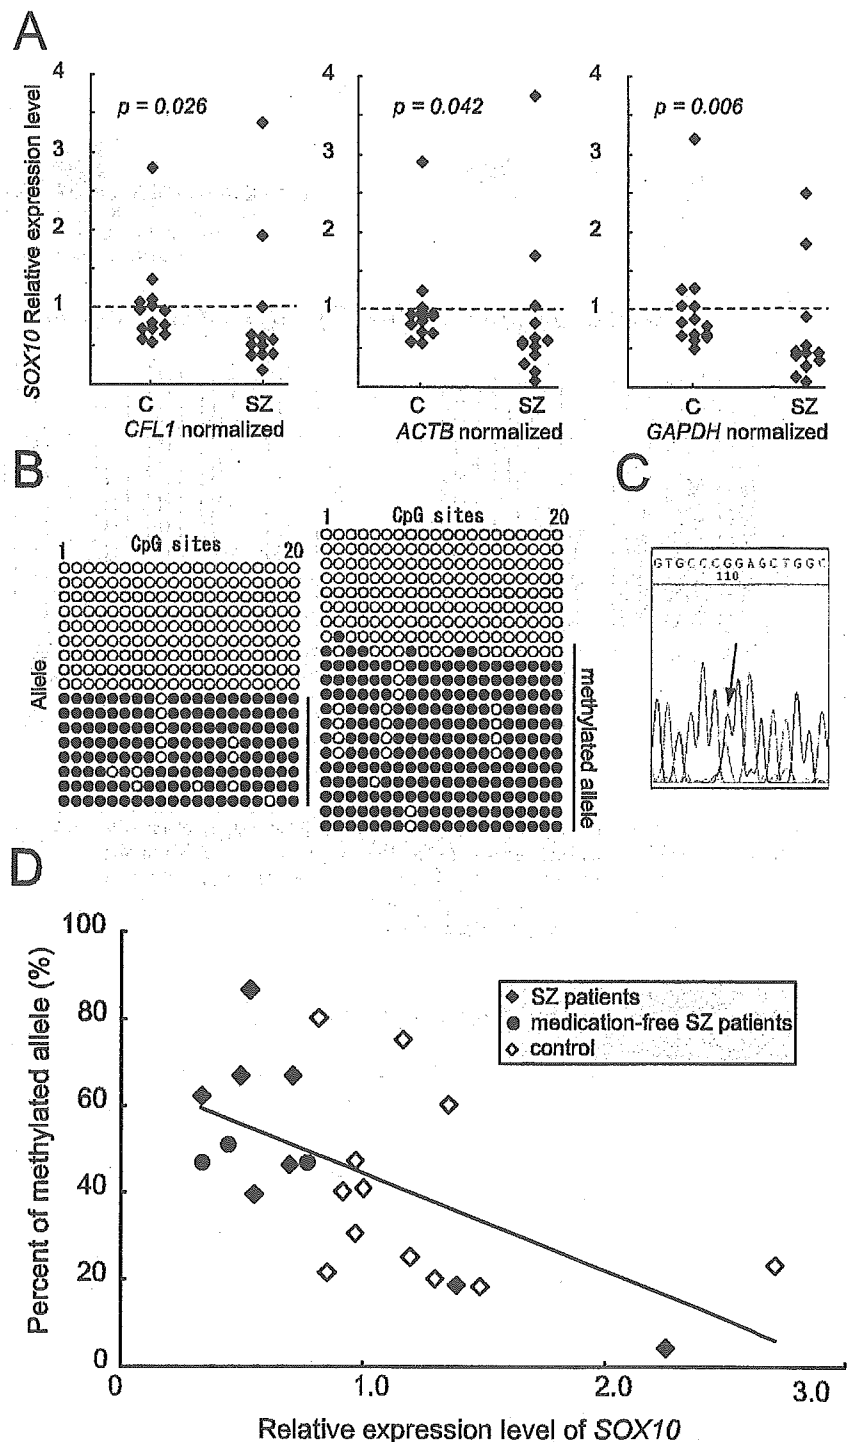 A
SOX10 Relative expression level
4
3
2
1
p = 0.026
C SZ
CFL1 normalized
4
3
2
1
p = 0.042
C SZ
ACTB normalized
4
3
2
1
p = 0.006
C SZ
GAPDH normalized
B
1 CpG sites 20
Allele
1 CpG sites 20
methylated allele
C
GTGCCCGGAGCTGGC
110
D
Percent of methylated allele (%)
100
80
60
40
20
0
SZ patients
medication-free SZ patients
control
0 1.0 2.0 3.0
Relative expression level of SOX10